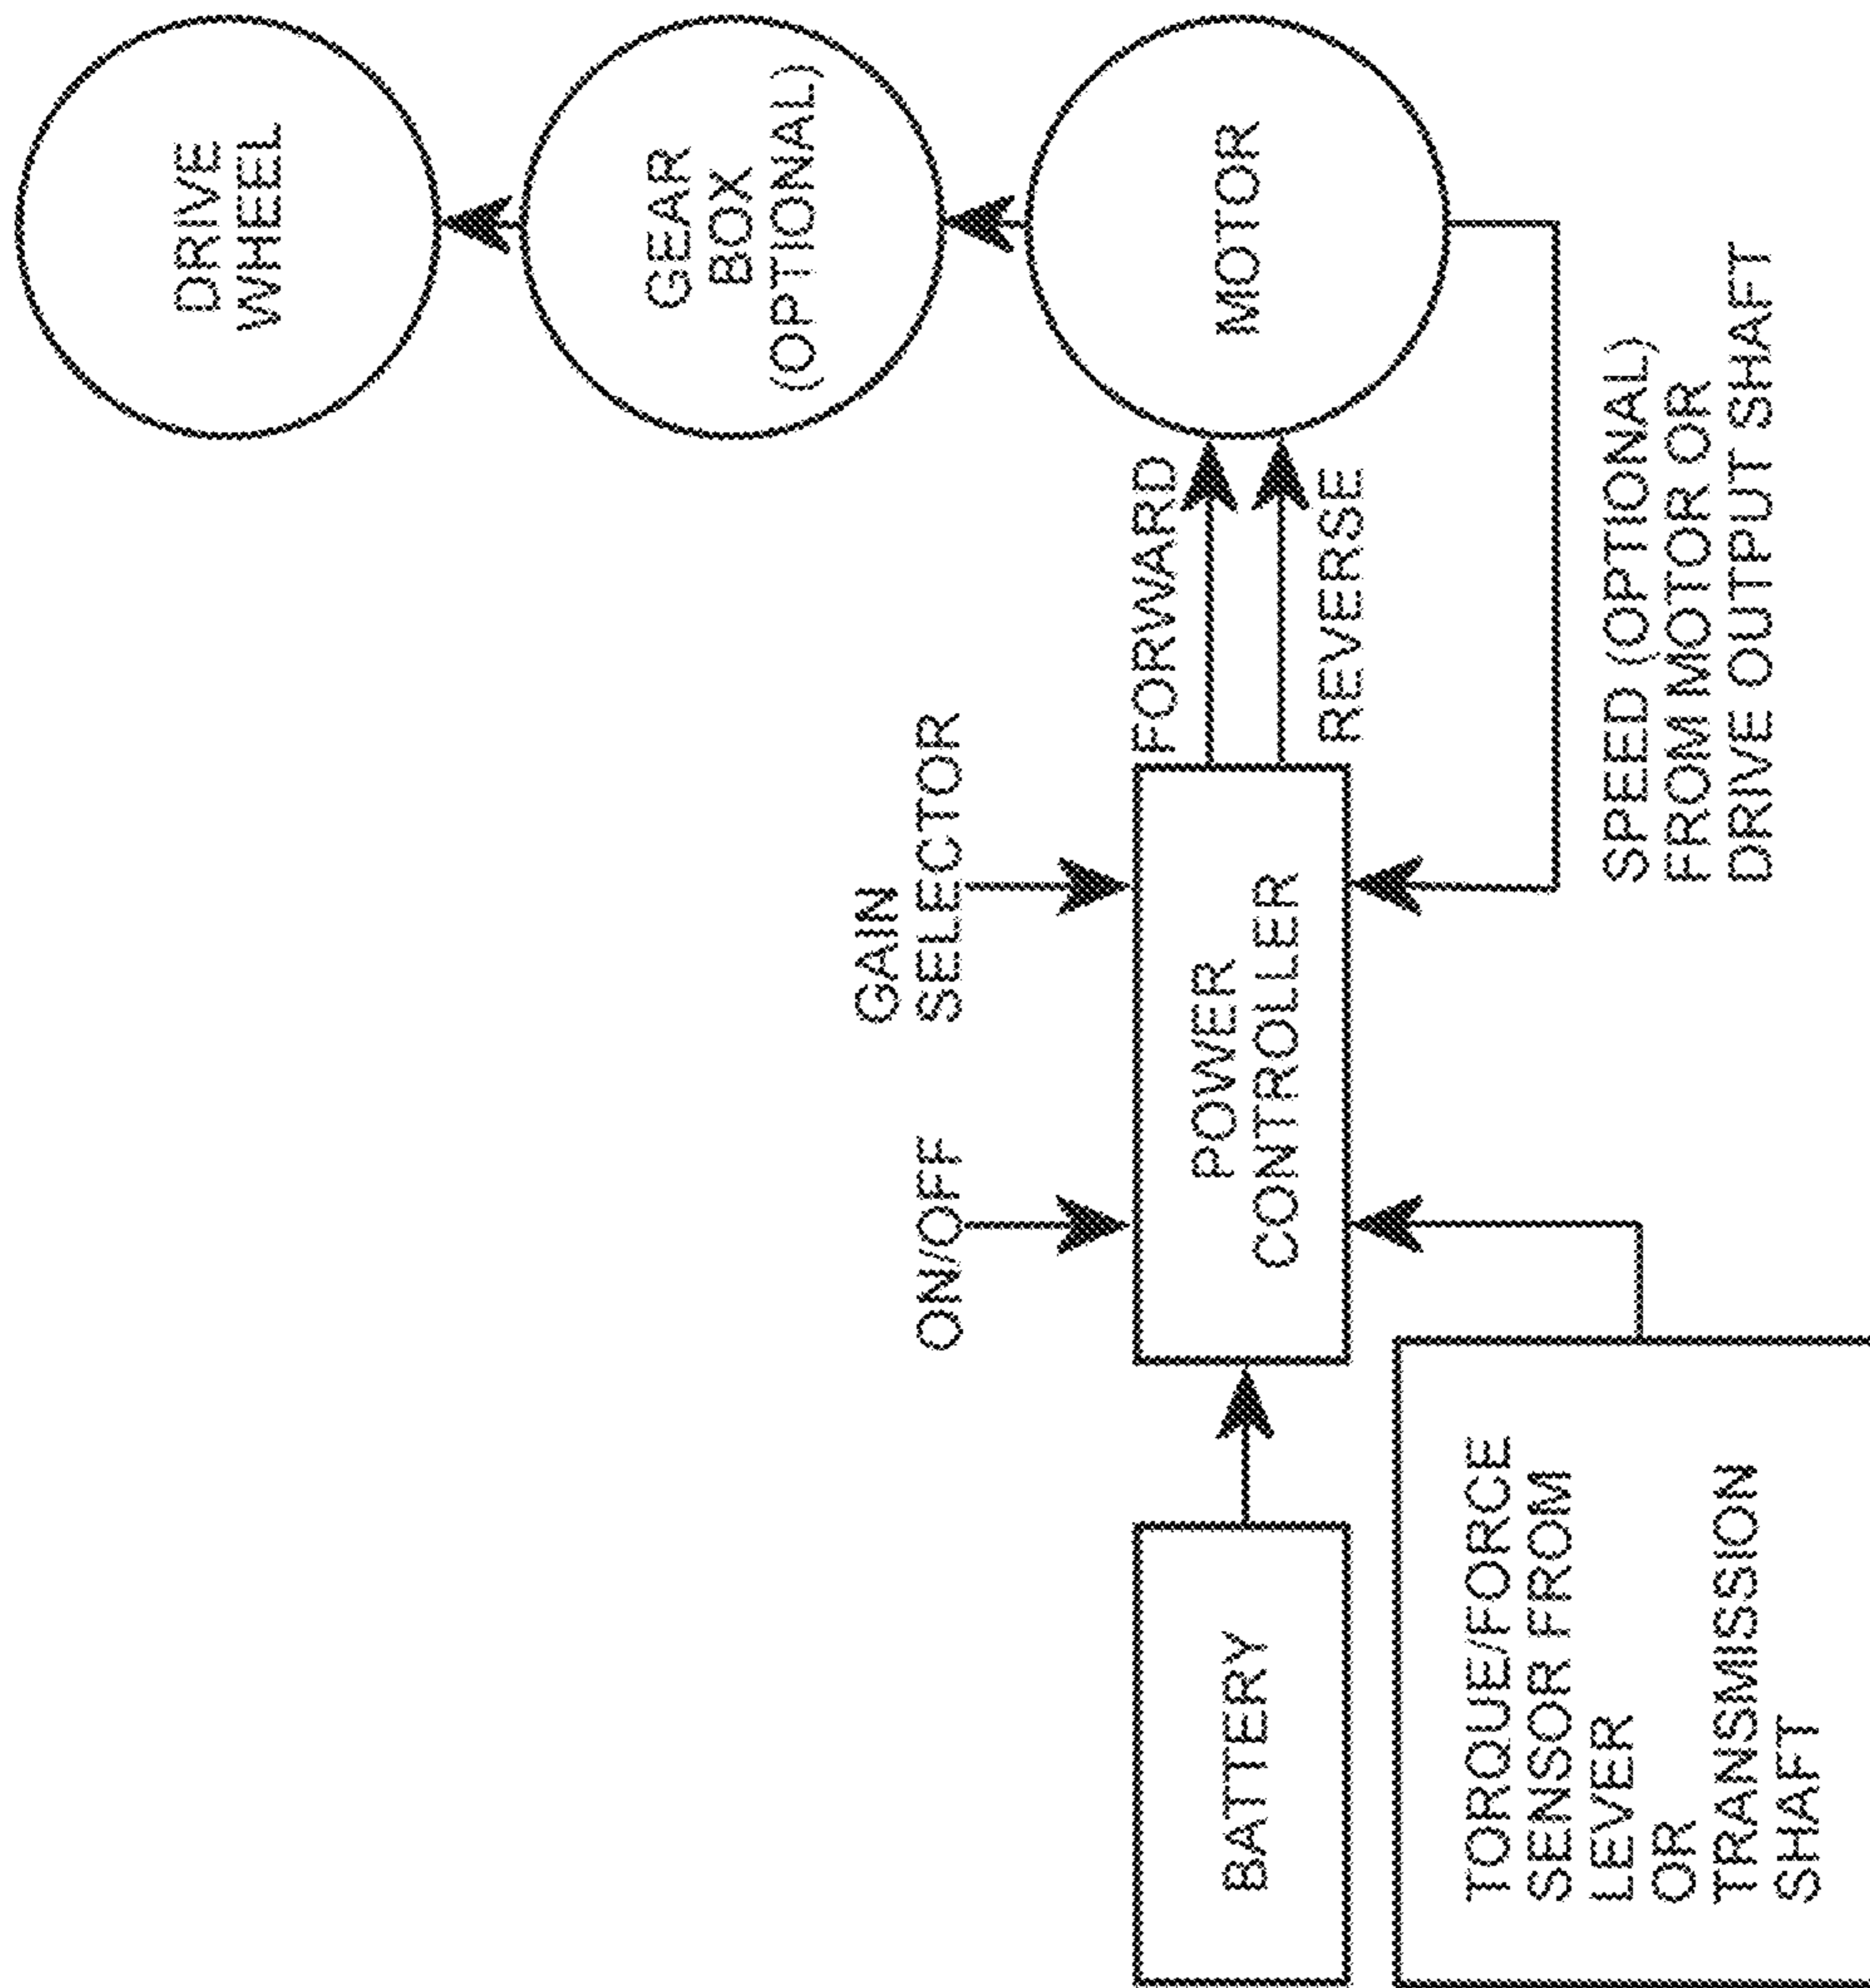 DRIVE
WHEEL
GEAR
BOX
(OPTIONAL)
MOTOR
FORWARD
REVERSE
GAIN
SELECTOR
ON/OFF
POWER
CONTROLLER
SPEED (OPTIONAL)
FROM MOTOR OR
DRIVE OUTPUT SHAFT
BATTERY
TORQUE/FORCE
SENSOR FROM
LEVER
OR
TRANSMISSION
SHAFT